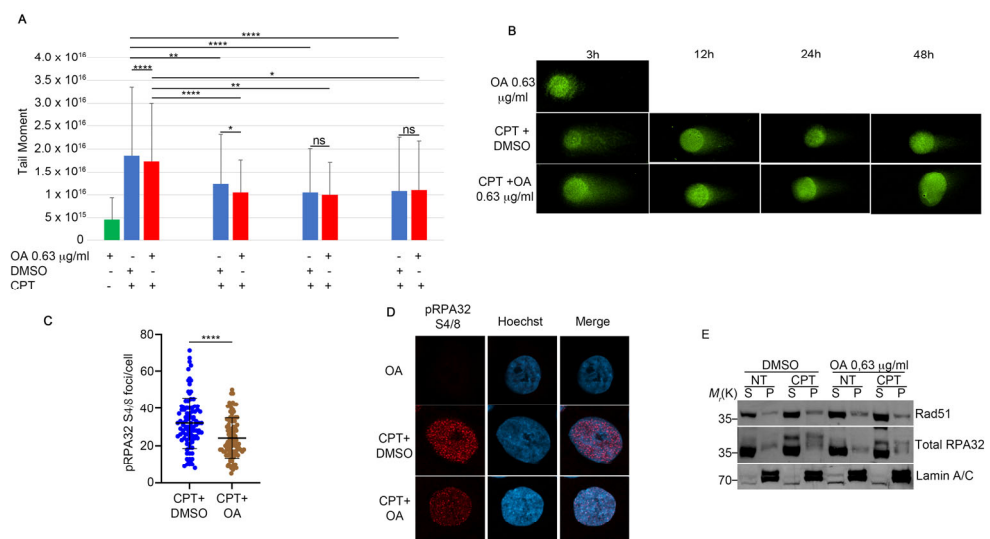 A
**** 
****
**
****
*
**
****
*
ns
ns
Tail Moment
4.0 x 10¹⁶
3.5 x 10¹⁶
3.0 x 10¹⁶
2.5 x 10¹⁶
2.0 x 10¹⁶
1.5 x 10¹⁶
1.0 x 10¹⁶
5 x 10¹⁵
0
OA 0.63 µg/ml + - + - + - + - +
DMSO - + - + - + - + -
CPT - + + + + + + + +
B
3h 12h 24h 48h
OA 0.63
µg/ml
CPT +
DMSO
CPT +OA
0.63 µg/ml
C
pRPA32 S4/8 foci/cell
****
80
60
40
20
0
CPT+
DMSO
CPT+
OA
D
pRPA32
S4/8
Hoechst Merge
OA
CPT+
DMSO
CPT+
OA
E
DMSO OA 0,63 µg/ml
NT CPT NT CPT
Mr(K) S P S P S P S P
35 Rad51
35 Total RPA32
70 Lamin A/C